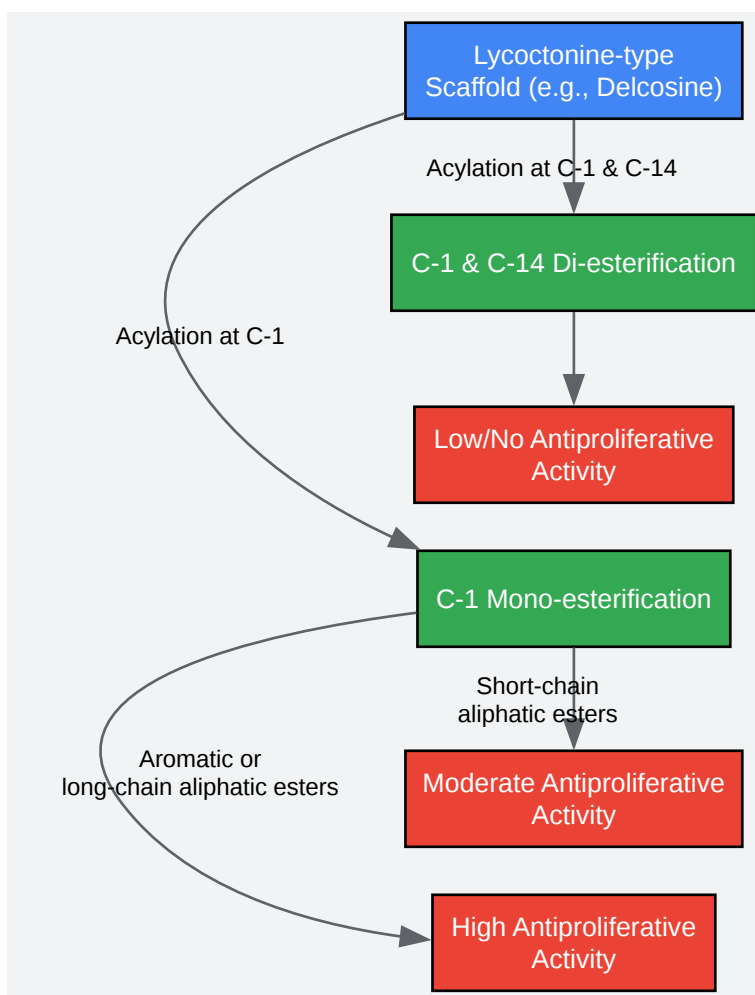 Lycoctonine-type
Scaffold (e.g., Delcosine)
Acylation at C-1 & C-14
C-1 & C-14 Di-esterification
Acylation at C-1
Low/No Antiproliferative
Activity
C-1 Mono-esterification
Short-chain
aliphatic esters
Aromatic or
long-chain aliphatic esters
Moderate Antiproliferative
Activity
High Antiproliferative
Activity